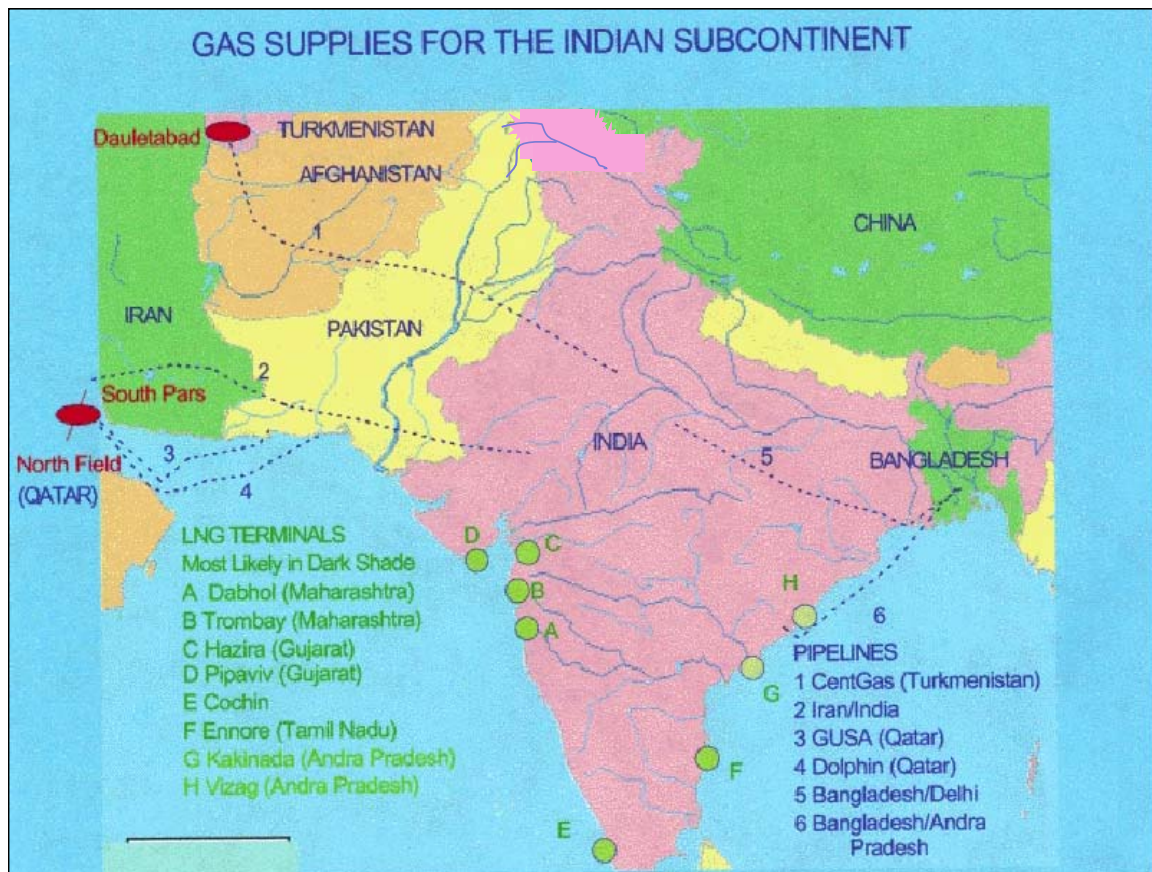 GAS SUPPLIES FOR THE INDIAN SUBCONTINENT
Dauletabad
TURKMENISTAN
AFGHANISTAN
1
CHINA
IRAN
PAKISTAN
2
South Pars
INDIA
3
5
BANGLADESH
North Field
(QATAR)
4
LNG TERMINALS
Most Likely in Dark Shade
A Dabhol (Maharashtra)
B Trombay (Maharashtra)
C Hazira (Gujarat)
D Pipaviv (Gujarat)
E Cochin
F Ennore (Tamil Nadu)
G Kakinada (Andra Pradesh)
H Vizag (Andra Pradesh)
D
C
B
A
H
G
F
E
6
PIPELINES
1 CentGas (Turkmenistan)
2 Iran/India
3 GUSA (Qatar)
4 Dolphin (Qatar)
5 Bangladesh/Delhi
6 Bangladesh/Andra
Pradesh